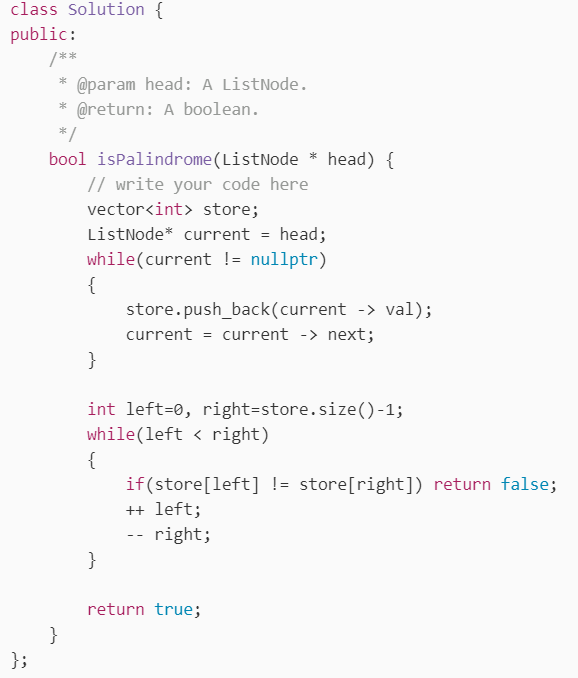 class Solution {
public:
    /**
     * @param head: A ListNode.
     * @return: A boolean.
     */
    bool isPalindrome(ListNode * head) {
        // write your code here
        vector<int> store;
        ListNode* current = head;
        while(current != nullptr)
        {
            store.push_back(current -> val);
            current = current -> next;
        }

        int left=0, right=store.size()-1;
        while(left < right)
        {
            if(store[left] != store[right]) return false;
            ++ left;
            -- right;
        }

        return true;
    }
};